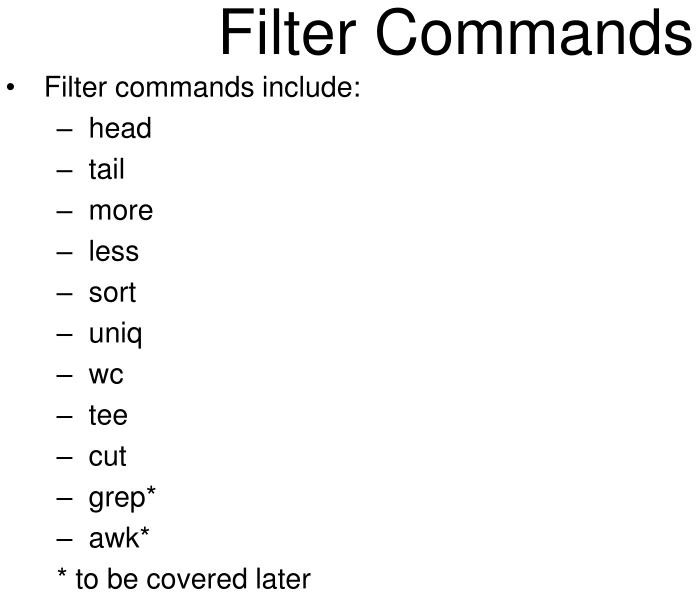 Filter Commands
• Filter commands include:
– head
– tail
– more
– less
– sort
– uniq
– wc
– tee
– cut
– grep*
– awk*
* to be covered later